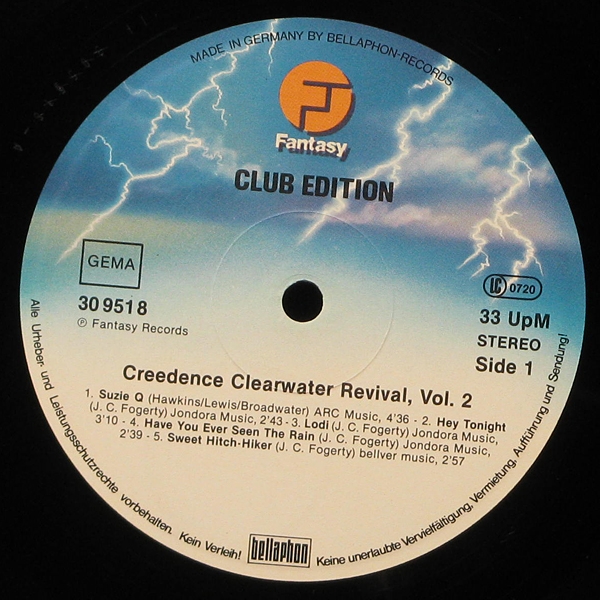 MADE IN GERMANY BY BELLAPHON-RECORDS
Fantasy
CLUB EDITION
GEMA
30 951 8
℗ Fantasy Records
LC 0720
33 UpM
STEREO
Side 1
Creedence Clearwater Revival, Vol. 2
1. Suzie Q (Hawkins/Lewis/Broadwater) ARC Music, 4'36 - 2. Hey Tonight
(J. C. Fogerty) Jondora Music, 2'43 - 3. Lodi (J. C. Fogerty) Jondora Music,
3'10 - 4. Have You Ever Seen The Rain (J. C. Fogerty) Jondora Music,
2'39 - 5. Sweet Hitch-Hiker (J. C. Fogerty) bellver music, 2'57
Alle Urheber- und Leistungsschutzrechte vorbehalten. Kein Verleih! Keine unerlaubte Vervielfältigung, Vermietung, Aufführung und Sendung!
bellaphon